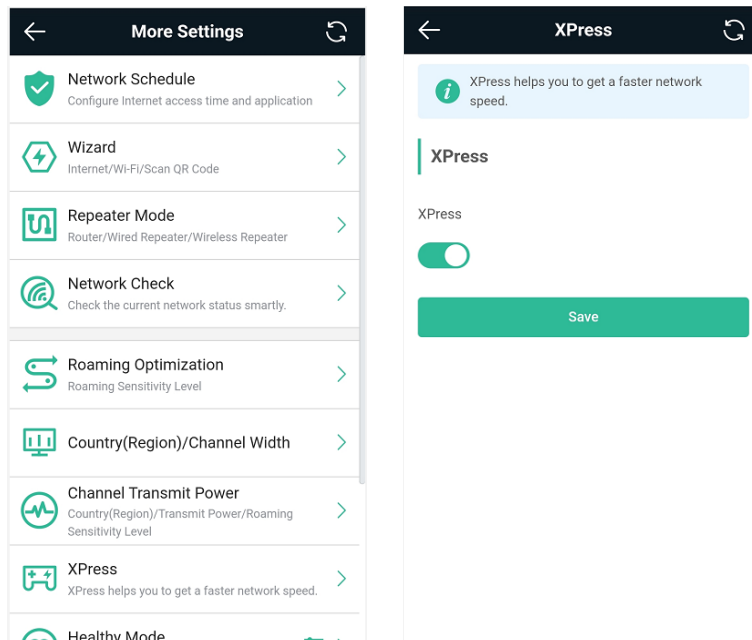 More Settings
Network Schedule
Configure Internet access time and application
Wizard
Internet/Wi-Fi/Scan QR Code
Repeater Mode
Router/Wired Repeater/Wireless Repeater
Network Check
Check the current network status smartly.
Roaming Optimization
Roaming Sensitivity Level
Country(Region)/Channel Width
Channel Transmit Power
Country(Region)/Transmit Power/Roaming
Sensitivity Level
XPress
XPress helps you to get a faster network speed.
Healthy Mode
XPress
XPress helps you to get a faster network
speed.
XPress
XPress
Save